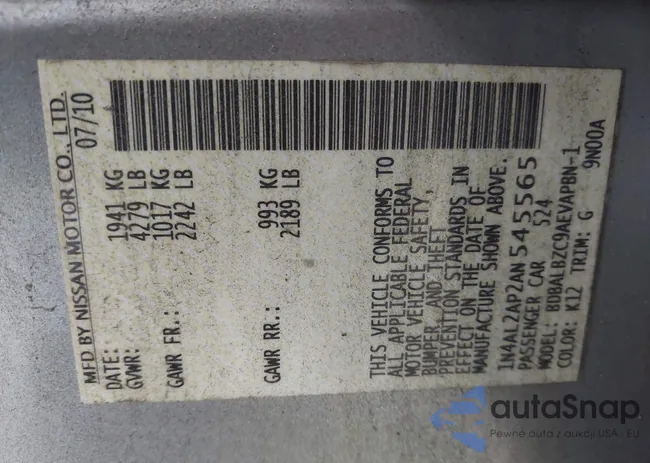 MFD BY NISSAN MOTOR CO., LTD.
DATE: 07/10
GVWR: 1941 KG
4279 LB
GAWR FR.: 1017 KG
2242 LB
GAWR RR.: 993 KG
2189 LB
THIS VEHICLE CONFORMS TO
ALL APPLICABLE FEDERAL
MOTOR VEHICLE SAFETY,
BUMPER, AND THEFT
PREVENTION STANDARDS IN
EFFECT ON THE DATE OF
MANUFACTURE SHOWN ABOVE.
1N4AL2AP2AN545565
PASSENGER CAR 524
MODEL: BDBALBZC9AEVAPBN-1
COLOR: K12 TRIM: G 9N00A
autaSnap
Pewne auta z aukcji USA - EU